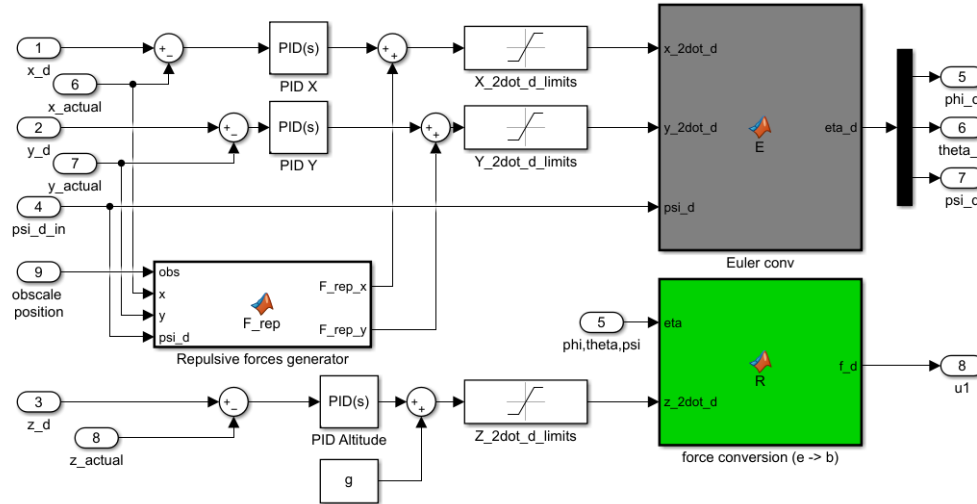 1
x_d
6
x_actual
2
y_d
7
y_actual
4
psi_d_in
9
obscale
position
+
−
PID(s)
PID X
+
+
X_2dot_d_limits
+
−
PID(s)
PID Y
+
+
Y_2dot_d_limits
x_2dot_d
y_2dot_d
psi_d
E
eta_d
Euler conv
5
phi_d
6
theta_
7
psi_d
obs
x
y
psi_d
F_rep
F_rep_x
F_rep_y
Repulsive forces generator
5
phi,theta,psi
eta
z_2dot_d
R
f_d
force conversion (e -> b)
8
u1
3
z_d
8
z_actual
+
−
PID(s)
PID Altitude
g
+
+
Z_2dot_d_limits